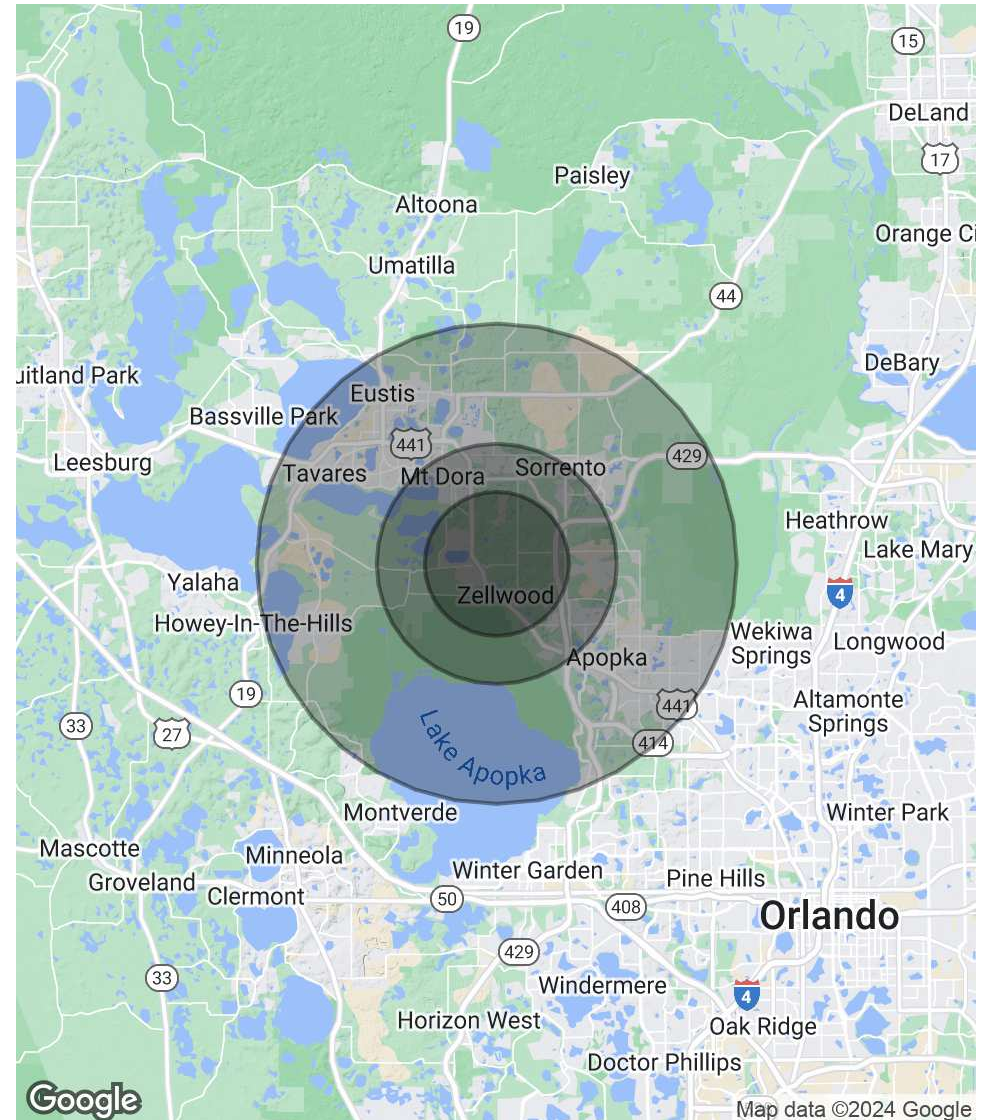 19
15
DeLand
17
Paisley
Altoona
Orange Ci
Umatilla
44
DeBary
uitland Park
Eustis
Bassville Park
441
429
Leesburg
Tavares
Mt Dora
Sorrento
Heathrow
Lake Mary
Yalaha
Zellwood
4
Howey-In-The-Hills
Wekiwa
Springs
Longwood
Apopka
19
441
Altamonte
Springs
33
27
414
Lake Apopka
Montverde
Winter Park
Mascotte
Minneola
Groveland
Clermont
Winter Garden
Pine Hills
50
408
Orlando
429
33
Windermere
4
Horizon West
Oak Ridge
Doctor Phillips
Google
Map data ©2024 Google